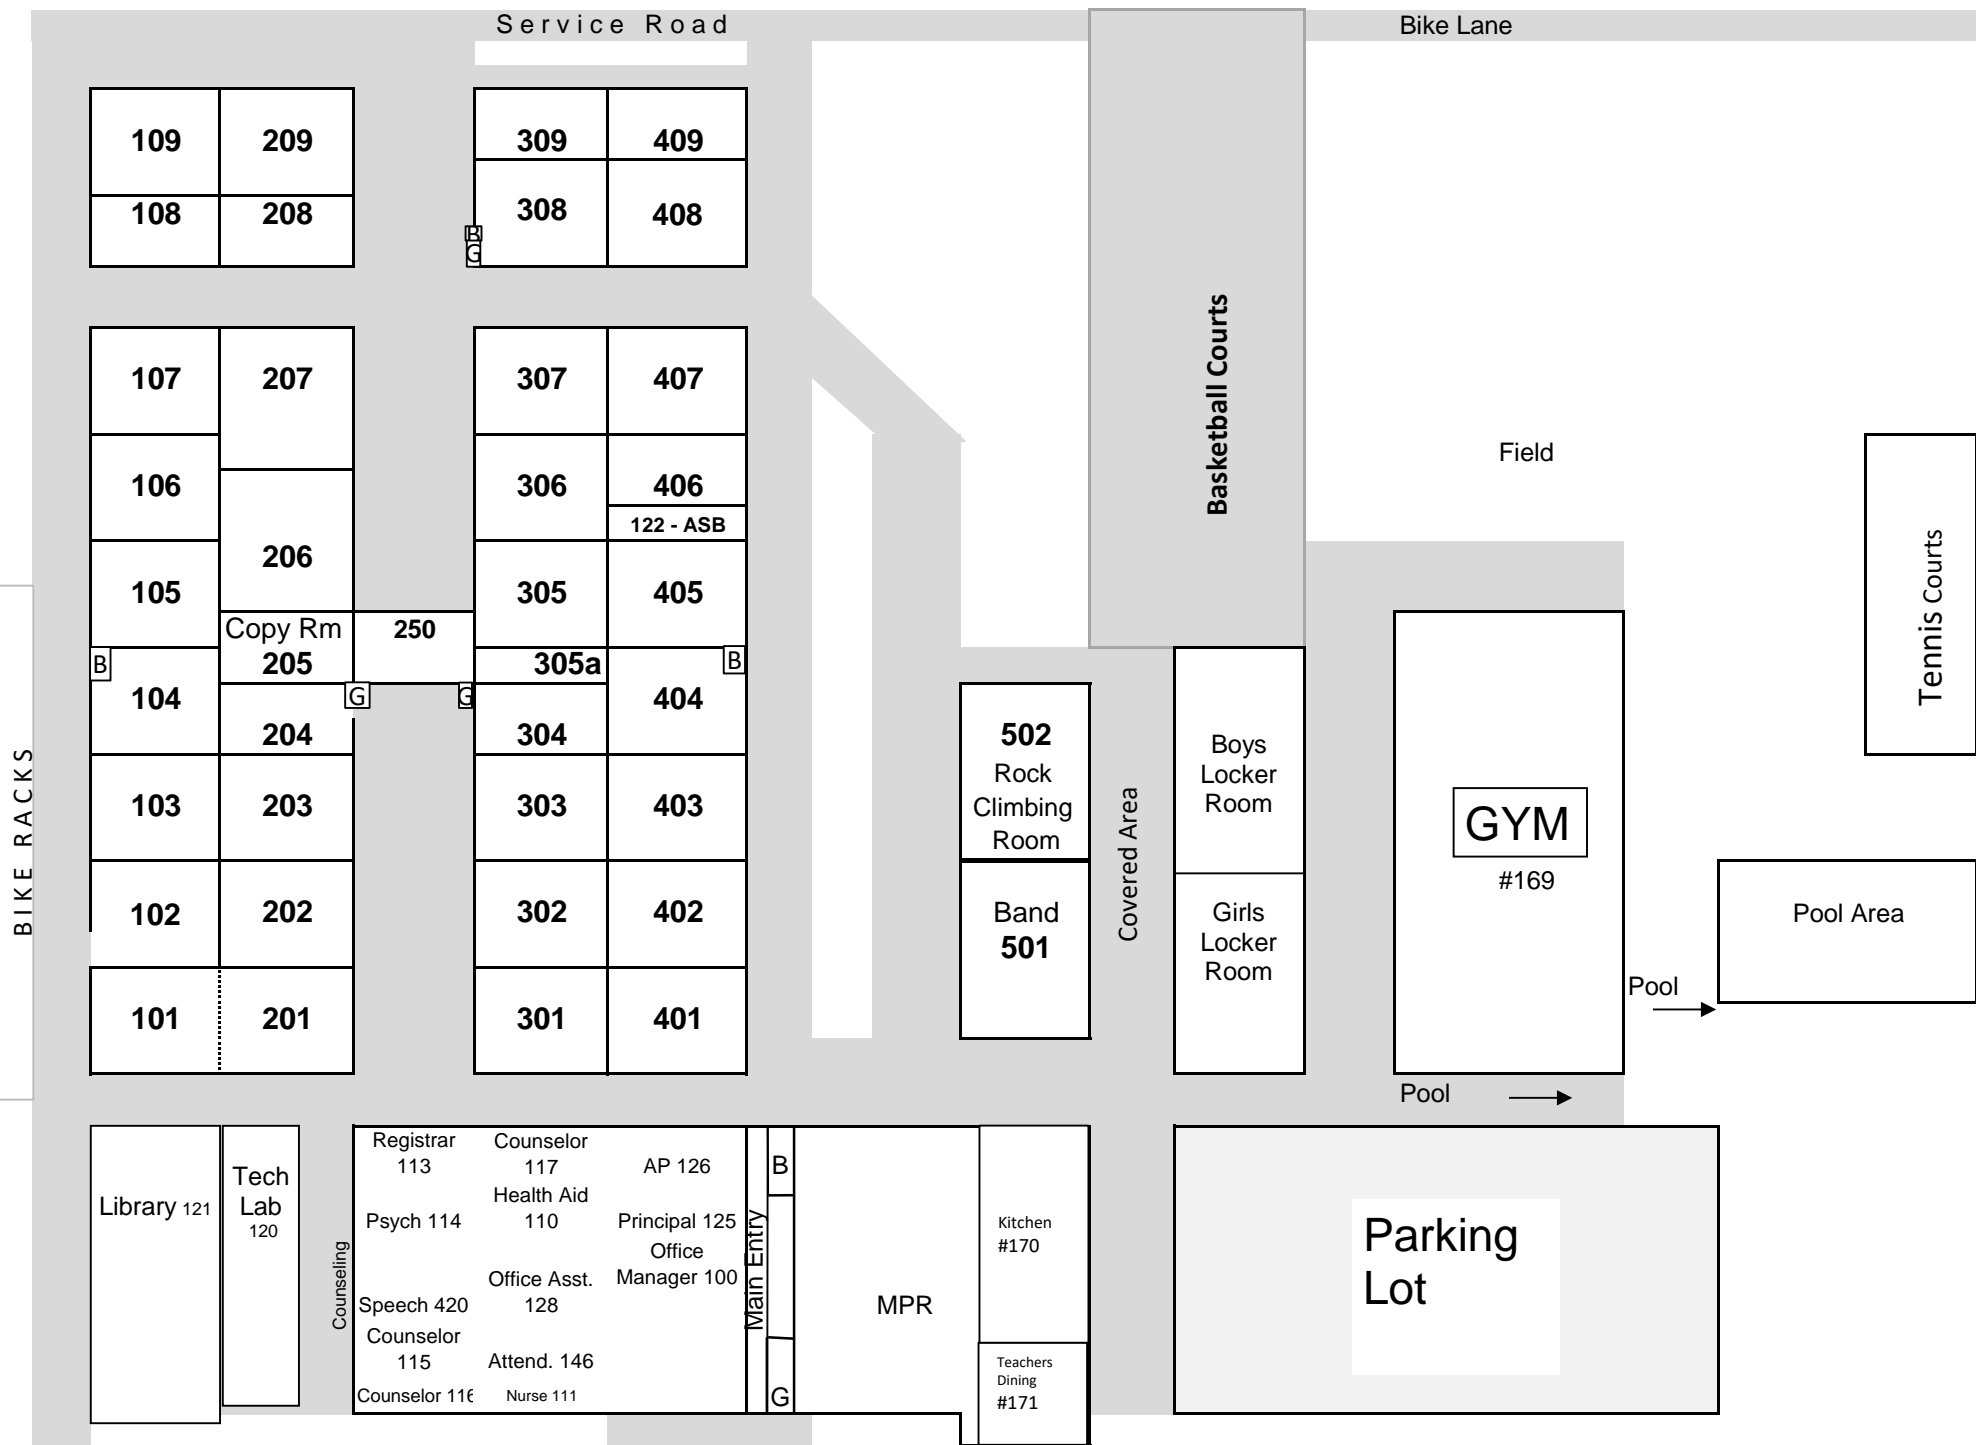 Service Road
Bike Lane
109
209
309
409
108
208
308
408
B
G
107
207
307
407
Basketball Courts
Field
106
306
406
122 - ASB
206
105
305
405
Tennis Courts
Copy Rm
205
250
305a
B
B
104
G
G
404
204
304
502
Rock
Climbing
Room
Boys
Locker
Room
BIKE RACKS
103
203
303
403
Covered Area
GYM
#169
102
202
302
402
Band
501
Girls
Locker
Room
Pool Area
Pool
101
201
301
401
Pool
Library 121
Tech
Lab
120
Counseling
Registrar
113
Counselor
117
AP 126
Psych 114
Health Aid
110
Principal 125
Office
Manager 100
Office Asst.
128
Speech 420
Counselor
115
Attend. 146
Counselor 116
Nurse 111
Main Entry
B
G
MPR
Kitchen
#170
Teachers
Dining
#171
Parking
Lot